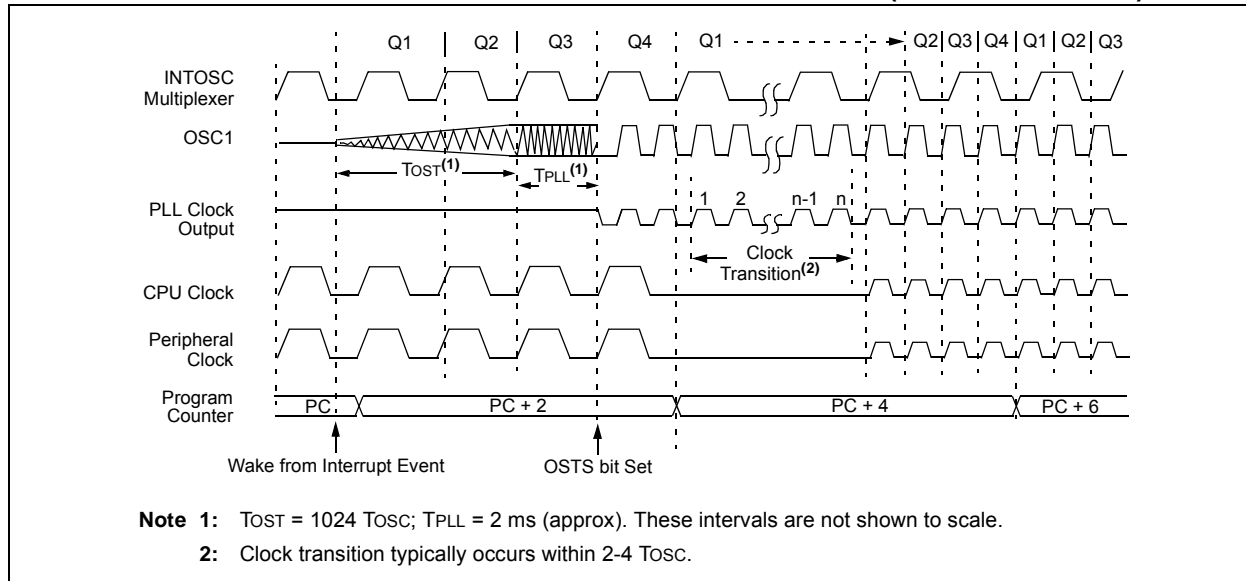 Q1 Q2 Q3 Q4 Q1 Q2 Q3 Q4 Q1 Q2 Q3
INTOSC
Multiplexer
OSC1
TOST(1) TPLL(1)
1 2 n-1 n
PLL Clock
Output
Clock
Transition(2)
CPU Clock
Peripheral
Clock
Program
Counter
PC PC + 2 PC + 4 PC + 6
Wake from Interrupt Event OSTS bit Set
Note 1: TOST = 1024 TOSC; TPLL = 2 ms (approx). These intervals are not shown to scale.
2: Clock transition typically occurs within 2-4 TOSC.